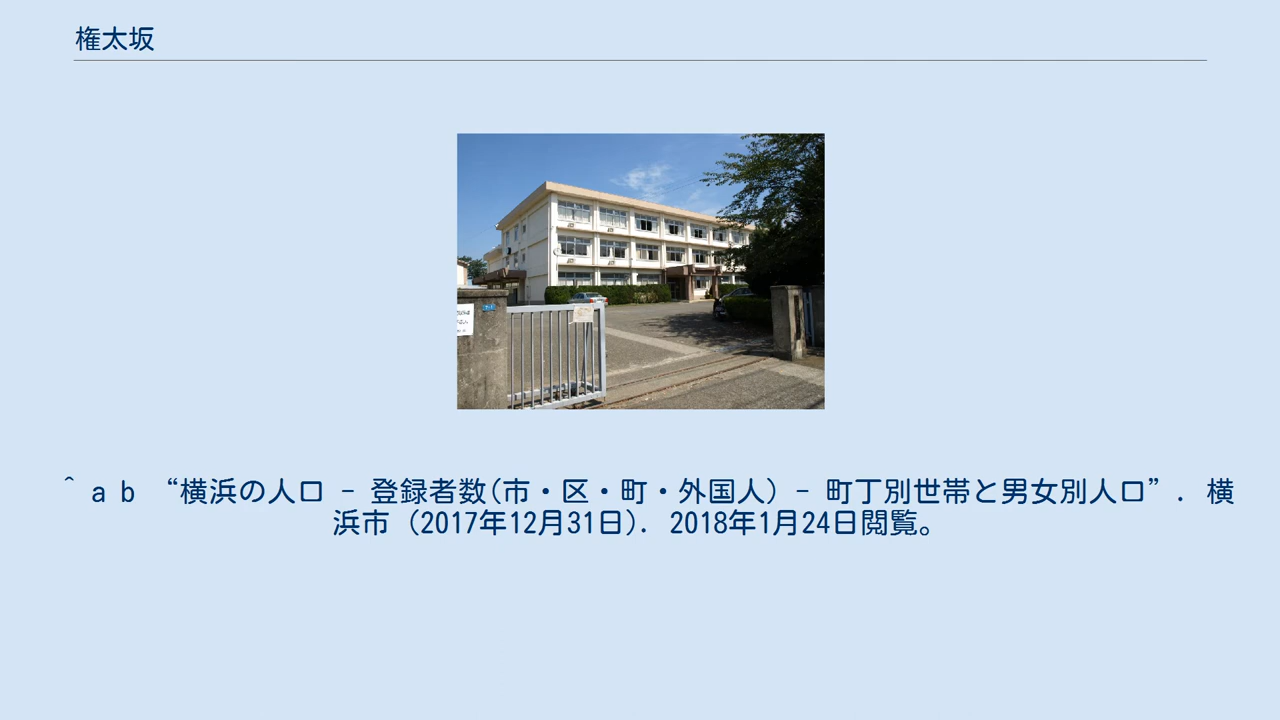 権太坂
^ a b “横浜の人口 - 登録者数(市・区・町・外国人) - 町丁別世帯と男女別人口”. 横
浜市 (2017年12月31日). 2018年1月24日閲覧。